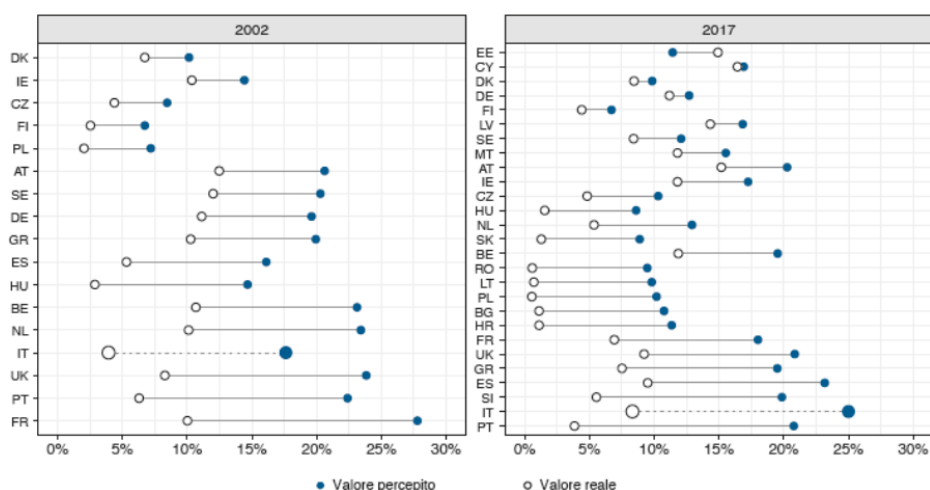 2002
2017
DK
IE
CZ
FI
PL
AT
SE
DE
GR
ES
HU
BE
NL
IT
UK
PT
FR
0% 5% 10% 15% 20% 25% 30%
EE
CY
DK
DE
FI
LV
SE
MT
AT
IE
CZ
HU
NL
SK
BE
RO
LT
PL
BG
HR
FR
UK
GR
ES
SI
IT
PT
0% 5% 10% 15% 20% 25% 30%
Valore percepito Valore reale